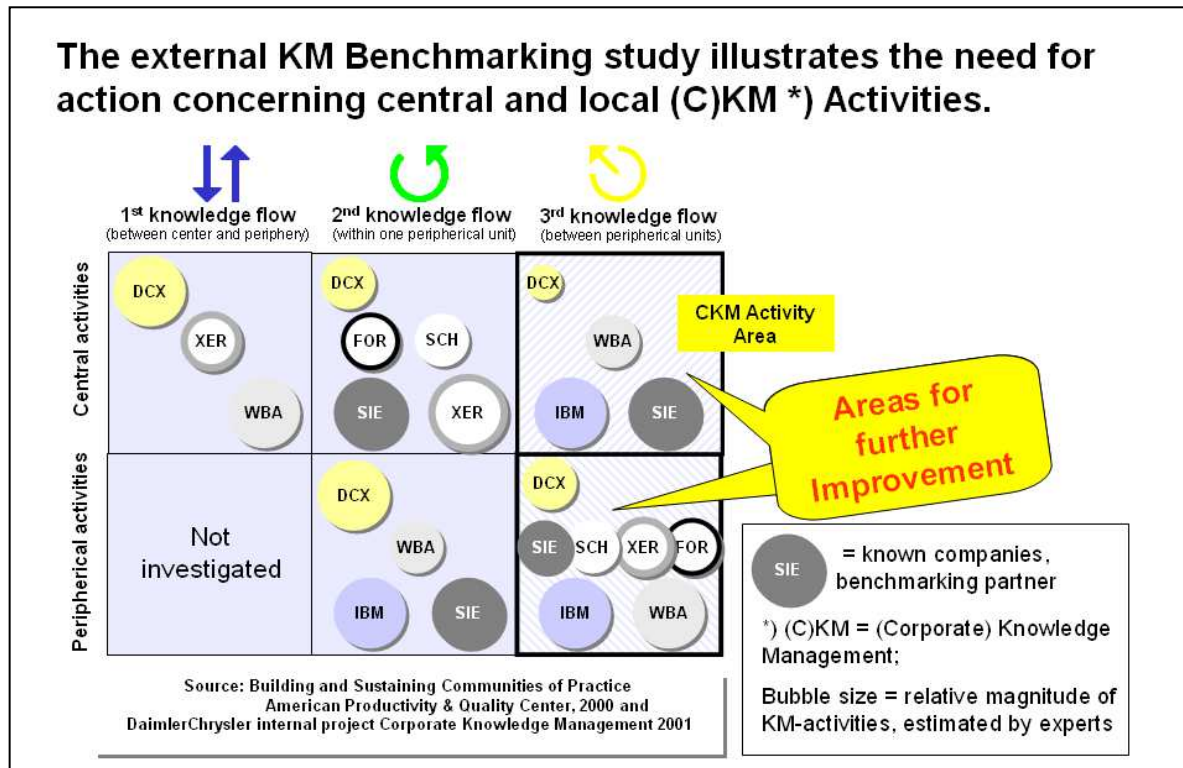 The external KM Benchmarking study illustrates the need for
action concerning central and local (C)KM *) Activities.
1st knowledge flow
(between center and periphery)
2nd knowledge flow
(within one peripherical unit)
3rd knowledge flow
(between peripherical units)
Central activities
DCX
XER
WBA
DCX
FOR
SCH
SIE
XER
DCX
WBA
IBM
SIE
CKM Activity
Area
Areas for
further
Improvement
Peripherical activities
Not
investigated
DCX
WBA
IBM
SIE
DCX
SIE
SCH
XER
FOR
IBM
WBA
SIE
= known companies,
benchmarking partner
*) (C)KM = (Corporate) Knowledge
Management;
Bubble size = relative magnitude of
KM-activities, estimated by experts
Source: Building and Sustaining Communities of Practice
American Productivity & Quality Center, 2000 and
DaimlerChrysler internal project Corporate Knowledge Management 2001